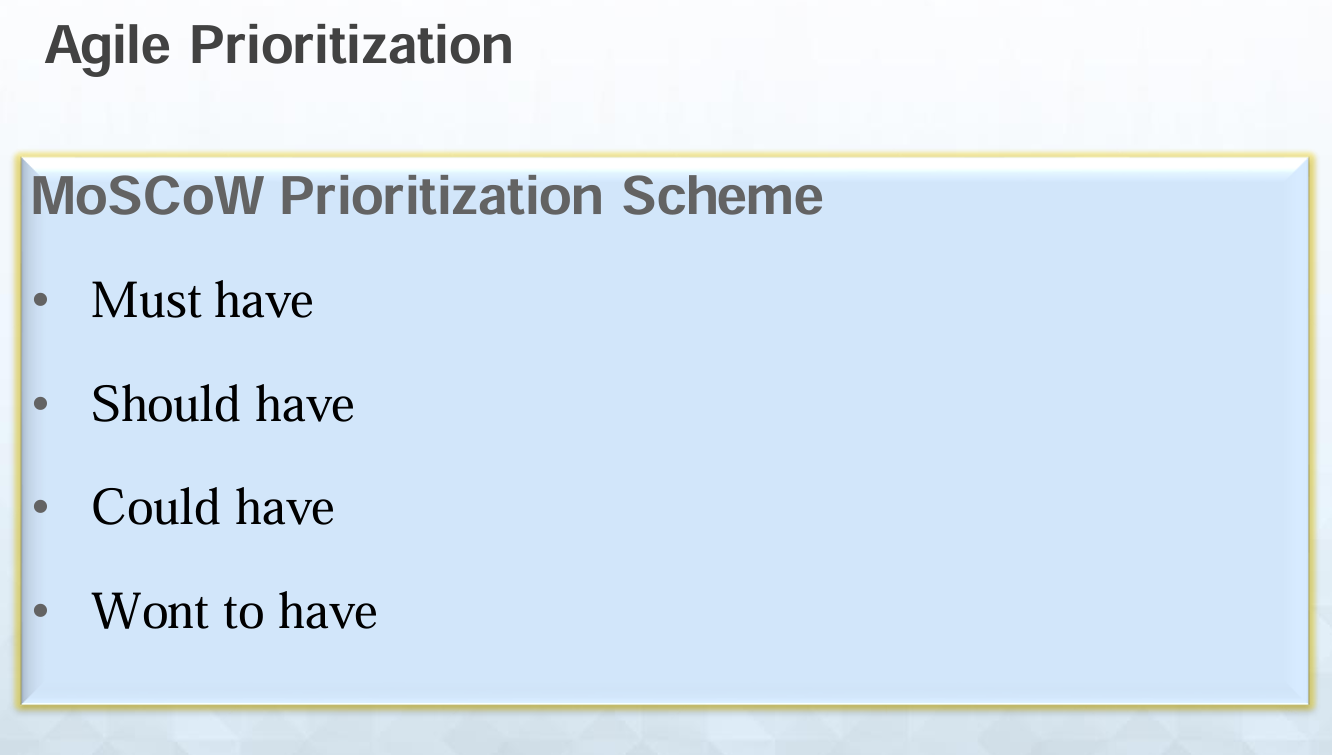 Agile Prioritization
MoSCoW Prioritization Scheme
• Must have
• Should have
• Could have
• Wont to have